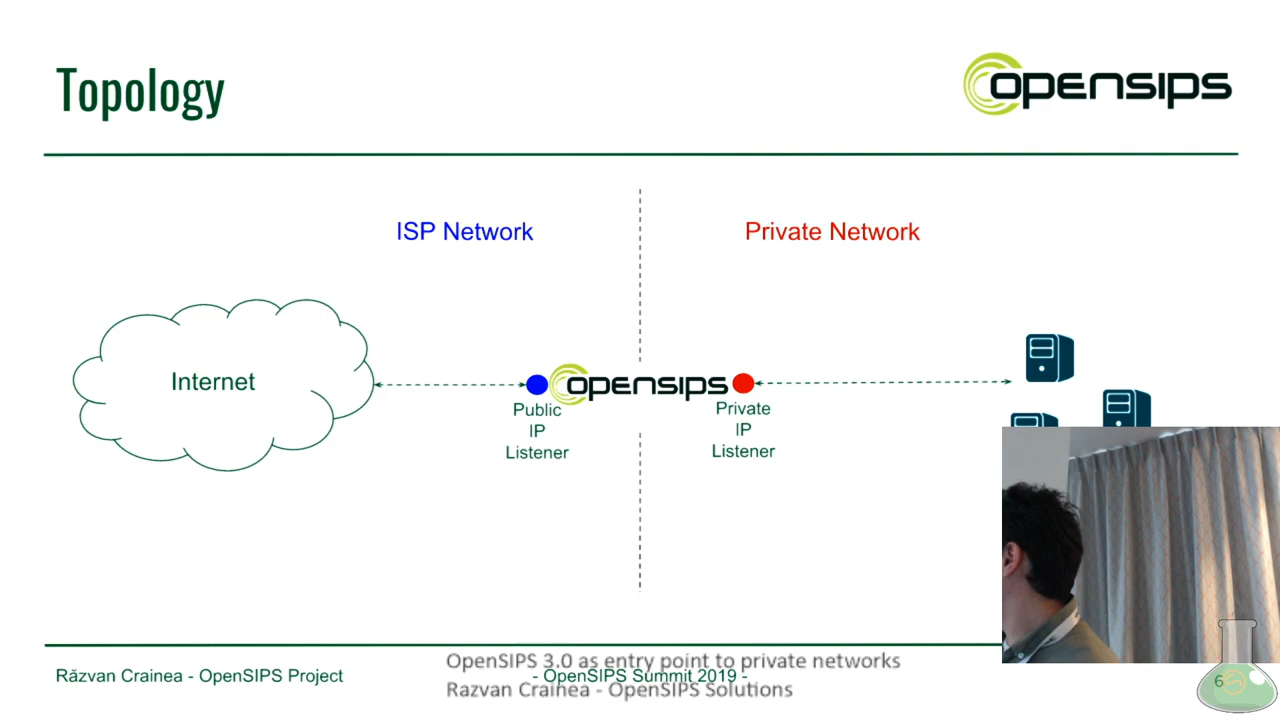 Topology
opensips
ISP Network
Private Network
Internet
opensips
Public
IP
Listener
Private
IP
Listener
Răzvan Crainea - OpenSIPS Project
- OpenSIPS Summit 2019 -
OpenSIPS 3.0 as entry point to private networks
Razvan Crainea - OpenSIPS Solutions
6